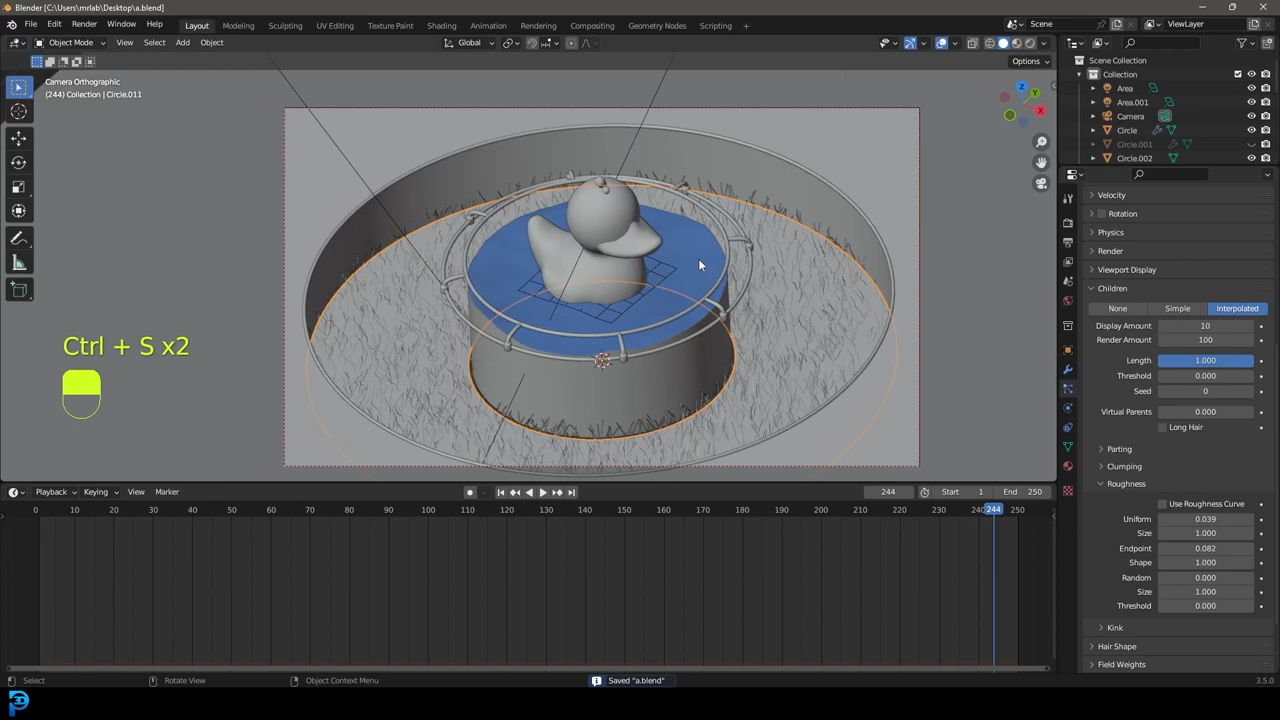 Blender [C:\Users\mrlab\Desktop\a.blend]
File Edit Render Window Help Layout Modeling Sculpting UV Editing Texture Paint Shading Animation Rendering Compositing Geometry Nodes Scripting Scene ViewLayer
Object Mode View Select Add Object Global
Options
Camera Orthographic
(244) Collection | Circle.011
Ctrl + S x2
Scene Collection
Collection
Area
Area.001
Camera
Circle
Circle.001
Circle.002
Velocity
Rotation
Physics
Render
Viewport Display
Children
None Simple Interpolated
Display Amount 10
Render Amount 100
Length 1.000
Threshold 0.000
Seed 0
Virtual Parents 0.000
Long Hair
Parting
Clumping
Roughness
Use Roughness Curve
Uniform 0.039
Size 1.000
Endpoint 0.082
Shape 1.000
Random 0.000
Size 1.000
Threshold 0.000
Kink
Hair Shape
Field Weights
Playback Keying View Marker 244 Start 1 End 250
0 10 20 30 40 50 60 70 80 90 100 110 120 130 140 150 160 170 180 190 200 210 220 230 240 244 250
Select Rotate View Object Context Menu Saved "a.blend" 3.5.0